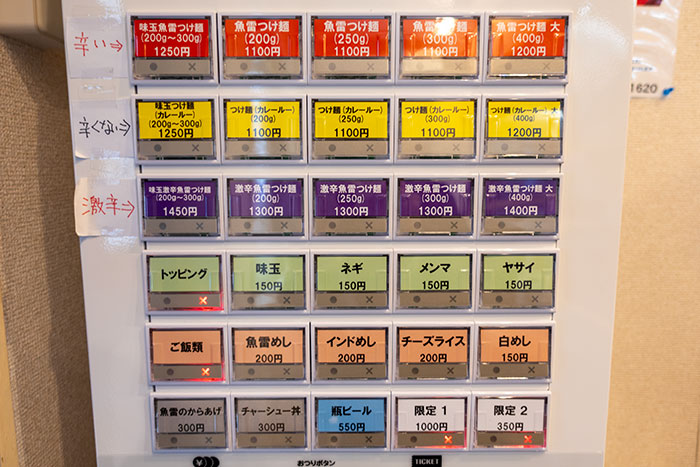 辛い→
味玉魚雷つけ麺
(200g~300g)
1250円
魚雷つけ麺
(200g)
1100円
魚雷つけ麺
(250g)
1100円
魚雷つけ麺
(300g)
1100円
魚雷つけ麺 大
(400g)
1200円
1620
辛くない→
味玉つけ麺
(カレールー)
(200g~300g)
1250円
つけ麺(カレールー)
(200g)
1100円
つけ麺(カレールー)
(250g)
1100円
つけ麺(カレールー)
(300g)
1100円
つけ麺(カレールー) 大
(400g)
1200円
激辛→
味玉激辛魚雷つけ麺
(200g~300g)
1450円
激辛魚雷つけ麺
(200g)
1300円
激辛魚雷つけ麺
(250g)
1300円
激辛魚雷つけ麺
(300g)
1300円
激辛魚雷つけ麺 大
(400g)
1400円
トッピング
味玉
150円
ネギ
150円
メンマ
150円
ヤサイ
150円
ご飯類
魚雷めし
200円
インドめし
200円
チーズライス
200円
白めし
150円
魚雷のからあげ
300円
チャーシュー丼
300円
瓶ビール
550円
限定 1
1000円
限定 2
350円
¥
おつりボタン
TICKET